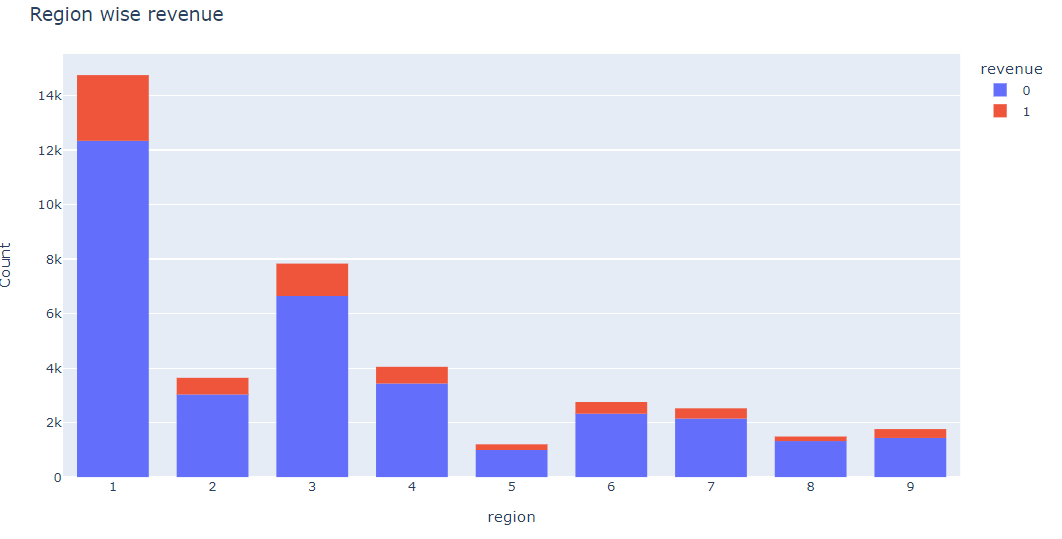 Region wise revenue
revenue
0
1
14k
12k
10k
8k
6k
4k
2k
0
Count
1 2 3 4 5 6 7 8 9
region